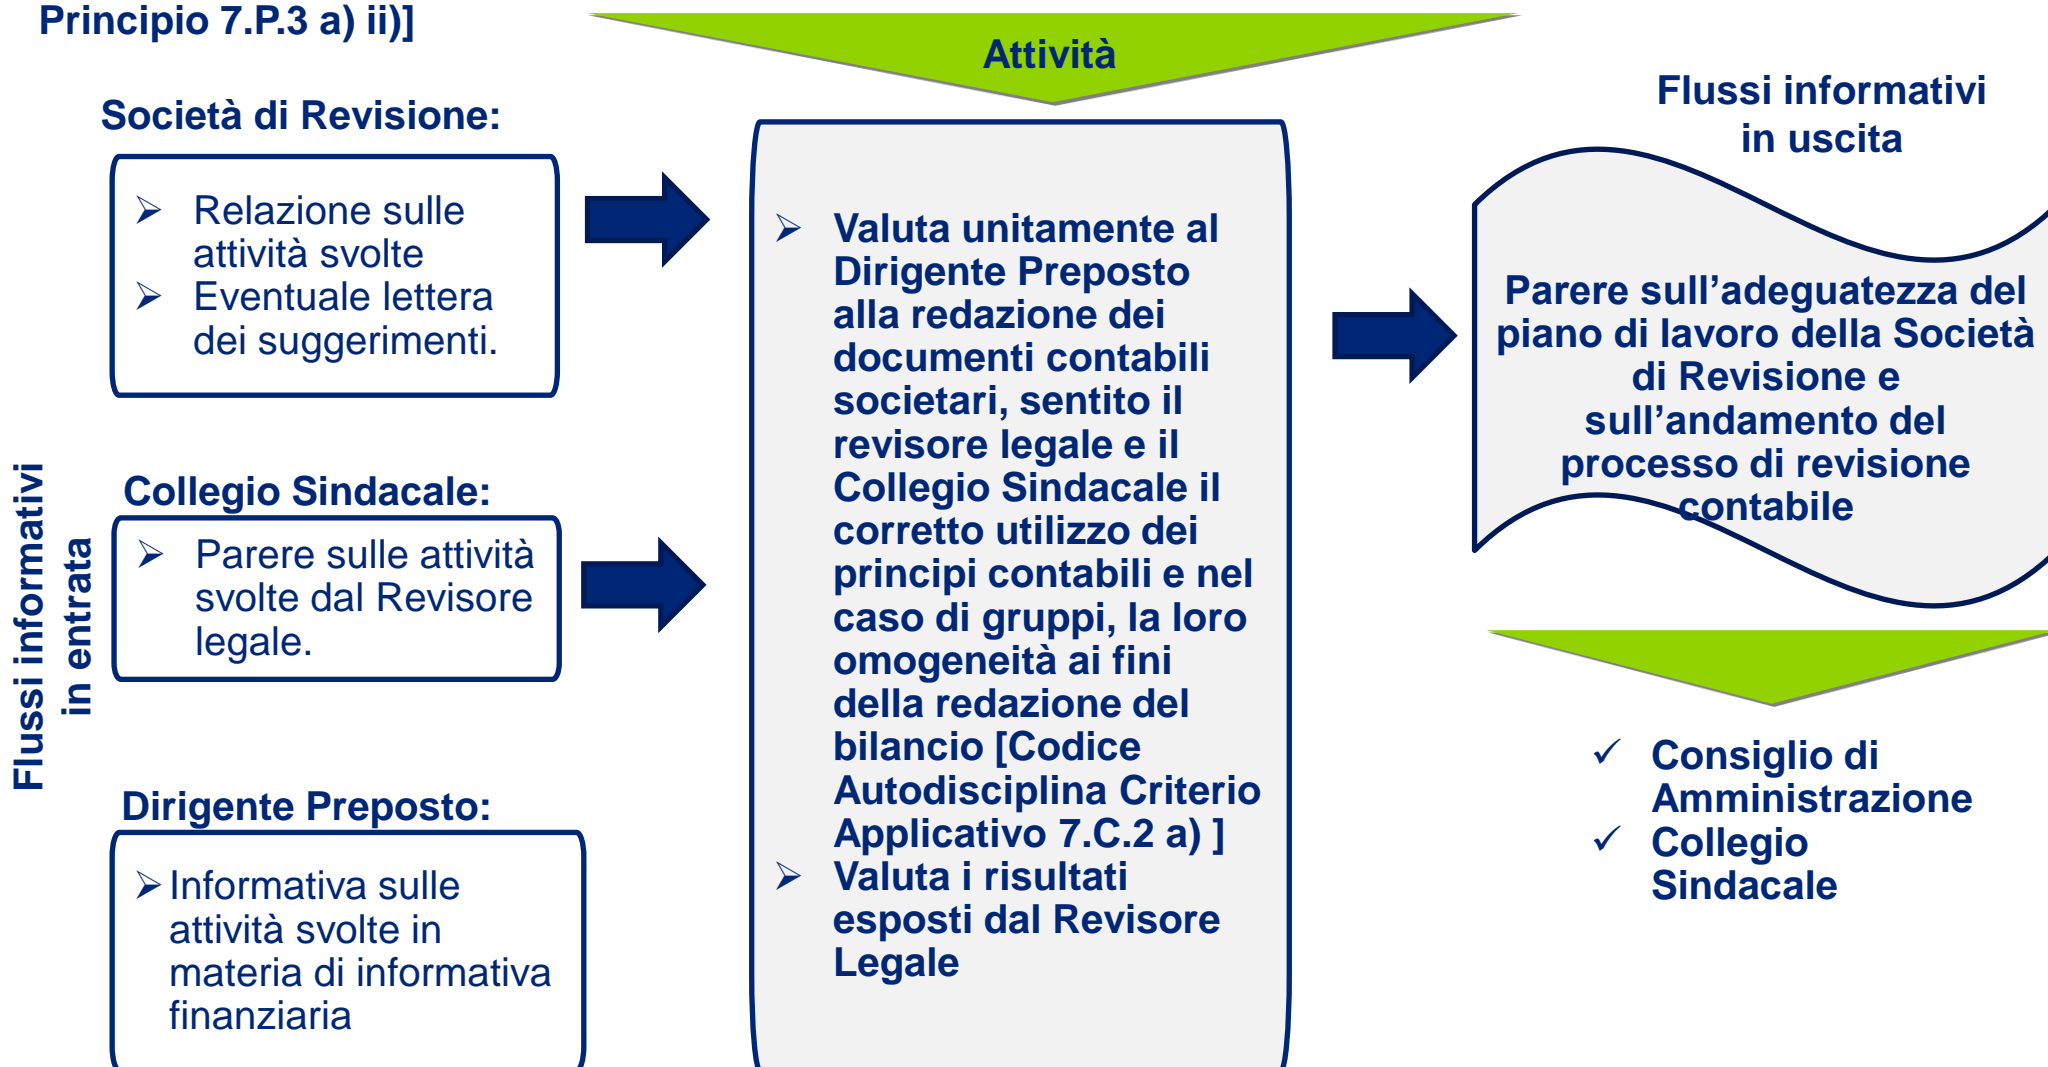 Principio 7.P.3 a) ii)]
Attività
Flussi informativi
in entrata
Società di Revisione:
➢ Relazione sulle
attività svolte
➢ Eventuale lettera
dei suggerimenti.
Collegio Sindacale:
➢ Parere sulle attività
svolte dal Revisore
legale.
Dirigente Preposto:
➢ Informativa sulle
attività svolte in
materia di informativa
finanziaria
➢ Valuta unitamente al
Dirigente Preposto
alla redazione dei
documenti contabili
societari, sentito il
revisore legale e il
Collegio Sindacale il
corretto utilizzo dei
principi contabili e nel
caso di gruppi, la loro
omogeneità ai fini
della redazione del
bilancio [Codice
Autodisciplina Criterio
Applicativo 7.C.2 a) ]
➢ Valuta i risultati
esposti dal Revisore
Legale
Flussi informativi
in uscita
Parere sull’adeguatezza del
piano di lavoro della Società
di Revisione e
sull’andamento del
processo di revisione
contabile
✓ Consiglio di
Amministrazione
✓ Collegio
Sindacale